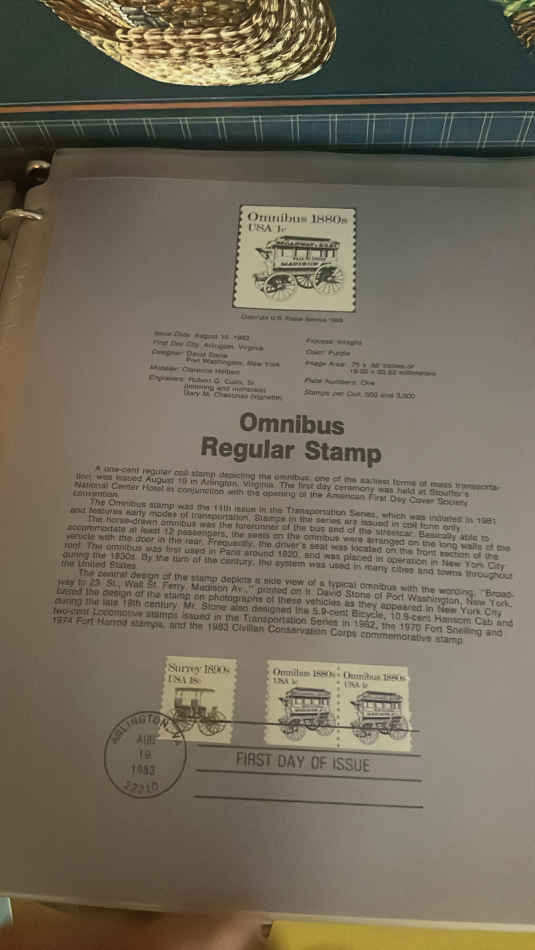 Omnibus 1880s
USA 1c
BROADWAY & EAST
MADISON
Copyright U.S. Postal Service 1983
Issue Date: August 19, 1983
First Day City: Arlington, Virginia
Designer: David Stone
Port Washington, New York
Modeler: Clarence Holbert
Engravers: Robert G. Culin, Sr.
(lettering and numerals)
Gary M. Chaconas (vignette)
Process: Intaglio
Color: Purple
Image Area:
millimeters
Plate Numbers: One
Stamps per Coil: 500 and 3,000
Omnibus
Regular Stamp
A one-cent regular coil stamp depicting the omnibus, one of the earliest forms of mass transporta-
tion, was issued August 19 in Arlington, Virginia. The first day ceremony was held at Stouffer's
National Center Hotel in conjunction with the opening of the American First Day Cover Society
convention.
The Omnibus stamp was the 11th issue in the Transportation Series, which was initiated in 1981
and features early modes of transportation. Stamps in the series are issued in coil form only.
The horse-drawn omnibus was the forerunner of the bus and of the streetcar. Basically able to
accommodate at least 12 passengers, the seats on the omnibus were arranged on the long walls of the
vehicle with the door in the rear. Frequently, the driver's seat was located on the front section of the
roof. The omnibus was first used in Paris around 1820, and was placed in operation in New York City
during the 1830s. By the turn of the century, the system was used in many cities and towns throughout
the United States.
The central design of the stamp depicts a side view of a typical omnibus with the wording, "Broad-
way to 23. St., Wall St. Ferry, Madison Av.," printed on it. David Stone of Port Washington, New York,
based the design of the stamp on photographs of these vehicles as they appeared in New York City
during the late 19th century. Mr. Stone also designed the 5.9-cent Bicycle, 10.9-cent Hansom Cab and
two-cent Locomotive stamps issued in the Transportation Series in 1982, the 1970 Fort Snelling and
1974 Fort Harrod stamps, and the 1983 Civilian Conservation Corps commemorative stamp.
Surrey 1890s
USA 18c
Omnibus 1880s
USA 1c
Omnibus 1880s
USA 1c
ARLINGTON, VA
AUG
19
1983
22210
FIRST DAY OF ISSUE